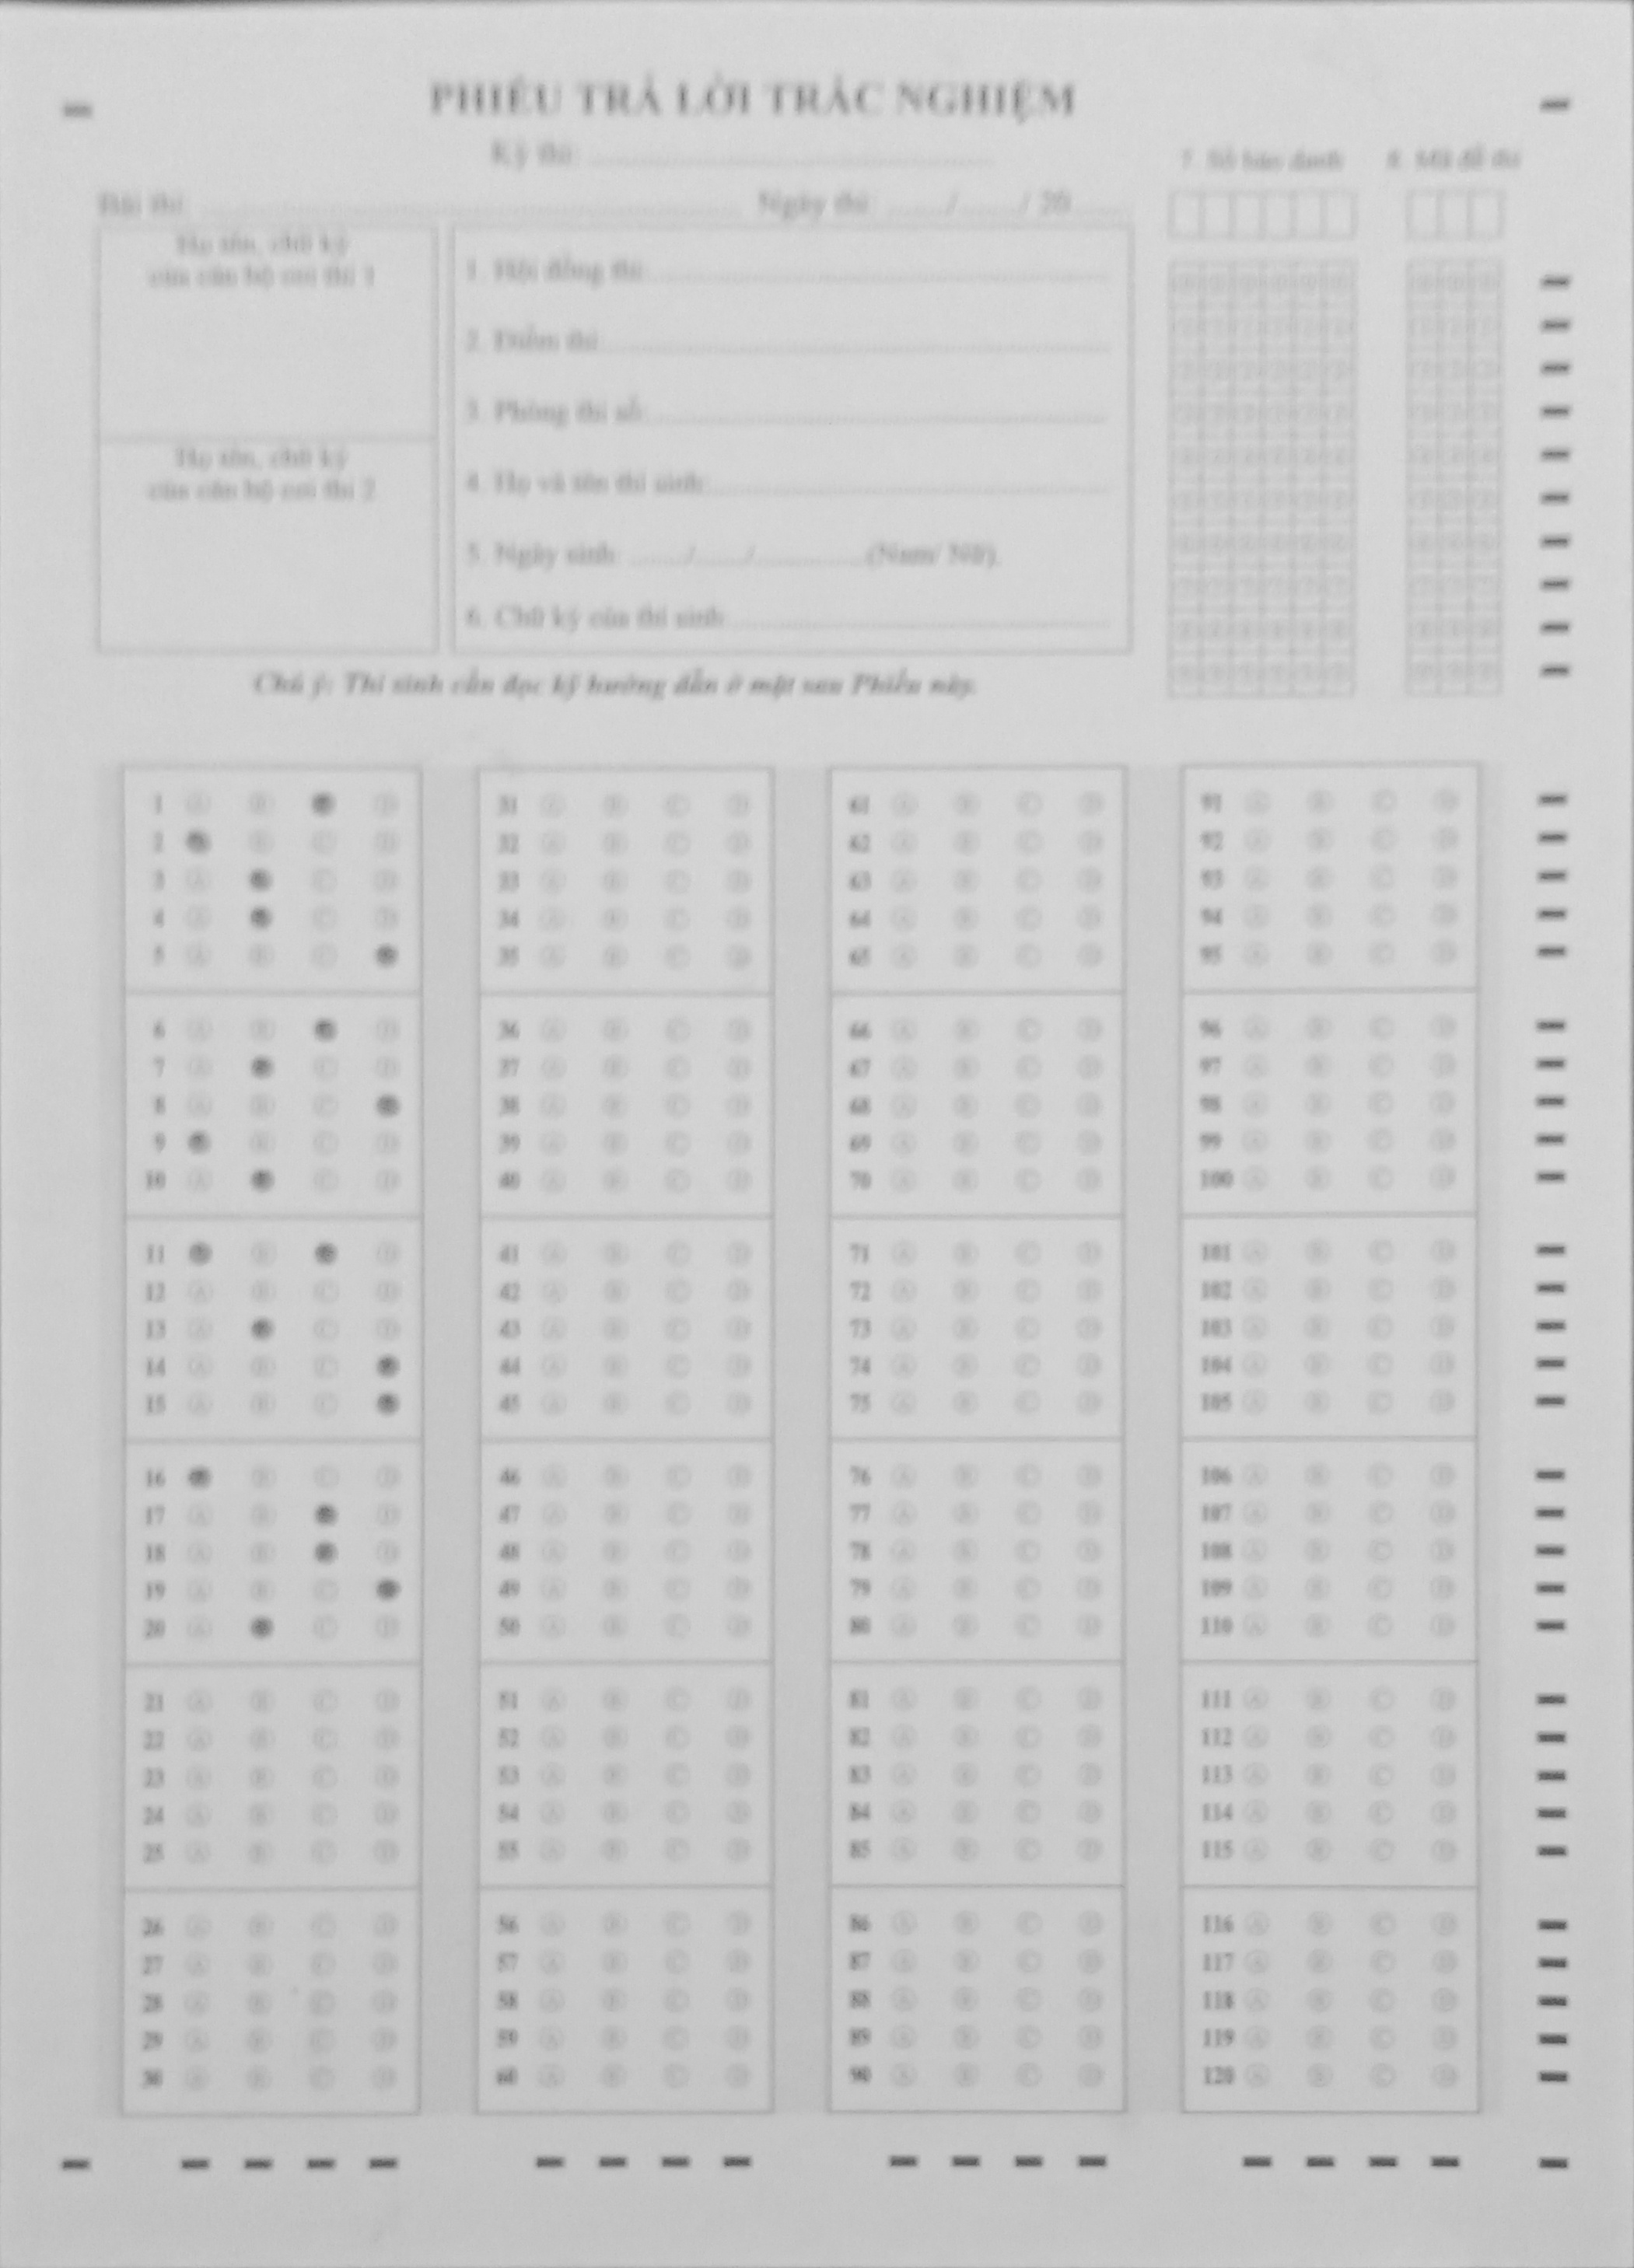 PHIẾU TRẢ LỜI TRẮC NGHIỆM
Kỳ thi: ................................................
Bài thi: ................................................ Ngày thi: ......./......./ 20......
7. Số báo danh 8. Mã đề thi
Họ tên, chữ ký
của cán bộ coi thi 1
Họ tên, chữ ký
của cán bộ coi thi 2
1. Hội đồng thi: ................................................
2. Điểm thi: ................................................
3. Phòng thi số: ................................................
4. Họ và tên thí sinh: ................................................
5. Ngày sinh: ......./......./............(Nam/ Nữ).
6. Chữ ký của thí sinh: ................................................
Chú ý: Thí sinh cần đọc kỹ hướng dẫn ở mặt sau Phiếu này.
1 A B D
2 B C D
3 A C D
4 A C D
5 A B C
6 A B D
7 A C D
8 A B C
9 B C D
10 A C D
11 B D
12 A B C D
13 A C D
14 A B C
15 A B C
16 B C D
17 A B D
18 A B D
19 A B C
20 A C D
21 A B C D
22 A B C D
23 A B C D
24 A B C D
25 A B C D
26 A B C D
27 A B C D
28 A B C D
29 A B C D
30 A B C D
31 A B C D
32 A B C D
33 A B C D
34 A B C D
35 A B C D
36 A B C D
37 A B C D
38 A B C D
39 A B C D
40 A B C D
41 A B C D
42 A B C D
43 A B C D
44 A B C D
45 A B C D
46 A B C D
47 A B C D
48 A B C D
49 A B C D
50 A B C D
51 A B C D
52 A B C D
53 A B C D
54 A B C D
55 A B C D
56 A B C D
57 A B C D
58 A B C D
59 A B C D
60 A B C D
61 A B C D
62 A B C D
63 A B C D
64 A B C D
65 A B C D
66 A B C D
67 A B C D
68 A B C D
69 A B C D
70 A B C D
71 A B C D
72 A B C D
73 A B C D
74 A B C D
75 A B C D
76 A B C D
77 A B C D
78 A B C D
79 A B C D
80 A B C D
81 A B C D
82 A B C D
83 A B C D
84 A B C D
85 A B C D
86 A B C D
87 A B C D
88 A B C D
89 A B C D
90 A B C D
91 A B C D
92 A B C D
93 A B C D
94 A B C D
95 A B C D
96 A B C D
97 A B C D
98 A B C D
99 A B C D
100 A B C D
101 A B C D
102 A B C D
103 A B C D
104 A B C D
105 A B C D
106 A B C D
107 A B C D
108 A B C D
109 A B C D
110 A B C D
111 A B C D
112 A B C D
113 A B C D
114 A B C D
115 A B C D
116 A B C D
117 A B C D
118 A B C D
119 A B C D
120 A B C D